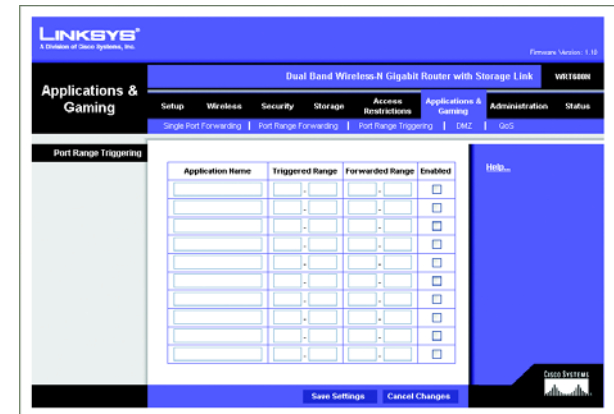 LINKSYS®
A Division of Cisco Systems, Inc.
Firmware Version: 1.10
Dual Band Wireless-N Gigabit Router with Storage Link WRT600N
Applications & Gaming
Setup Wireless Security Storage Access Restrictions Applications & Gaming Administration Status
Single Port Forwarding | Port Range Forwarding | Port Range Triggering | DMZ | QoS
Port Range Triggering
Application Name Triggered Range Forwarded Range Enabled
Help...
Save Settings Cancel Changes
CISCO SYSTEMS